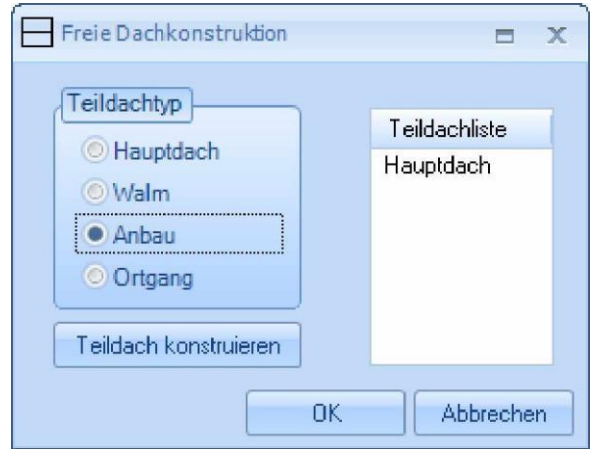 Freie Dachkonstruktion
Teildachtyp
Hauptdach
Walm
Anbau
Ortgang
Teildach konstruieren
Teildachliste
Hauptdach
OK
Abbrechen